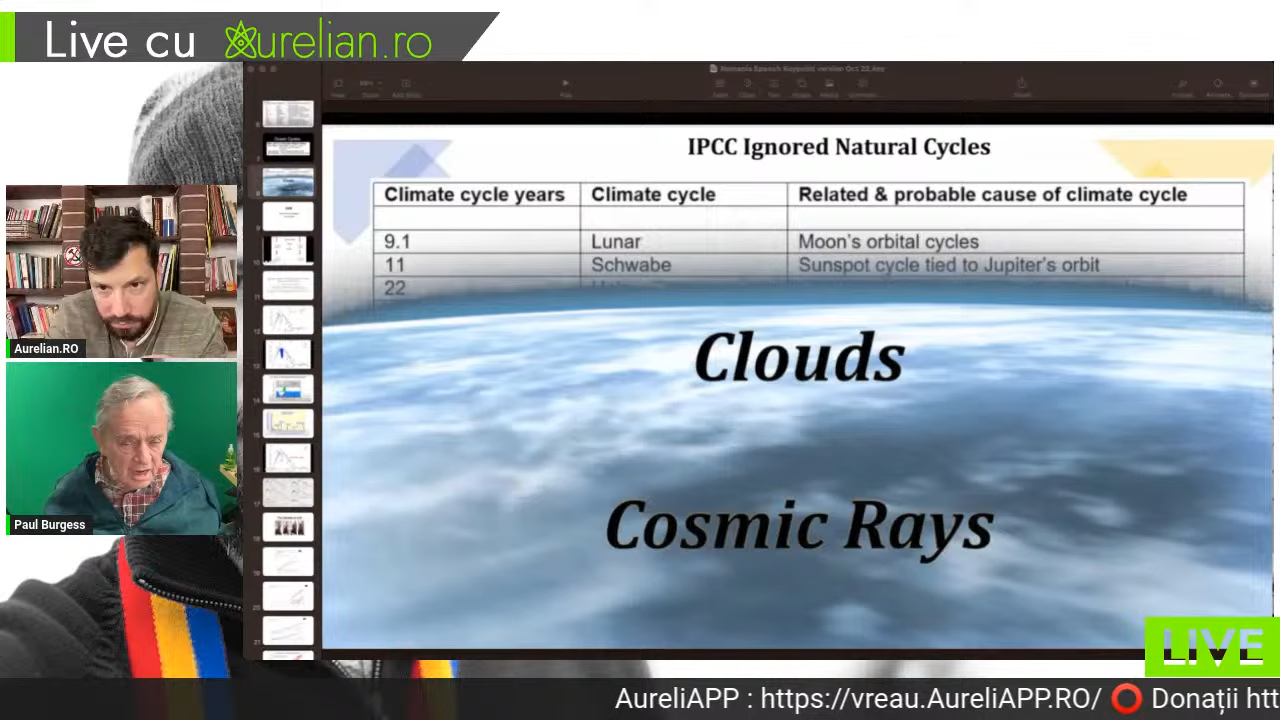 Live cu Aurelian.ro
IPCC Ignored Natural Cycles
Climate cycle years Climate cycle Related & probable cause of climate cycle
9.1 Lunar Moon's orbital cycles
11 Schwabe Sunspot cycle tied to Jupiter's orbit
22
Clouds
Cosmic Rays
Aurelian.RO
Paul Burgess
LIVE
AureliAPP : https://vreau.AureliAPP.RO/ ⭕ Donații htt